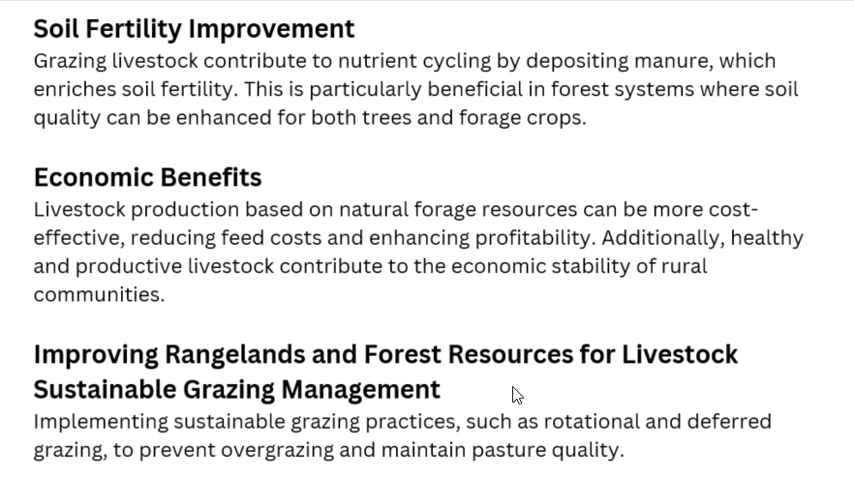 Soil Fertility Improvement
Grazing livestock contribute to nutrient cycling by depositing manure, which
enriches soil fertility. This is particularly beneficial in forest systems where soil
quality can be enhanced for both trees and forage crops.
Economic Benefits
Livestock production based on natural forage resources can be more cost-
effective, reducing feed costs and enhancing profitability. Additionally, healthy
and productive livestock contribute to the economic stability of rural
communities.
Improving Rangelands and Forest Resources for Livestock
Sustainable Grazing Management
Implementing sustainable grazing practices, such as rotational and deferred
grazing, to prevent overgrazing and maintain pasture quality.